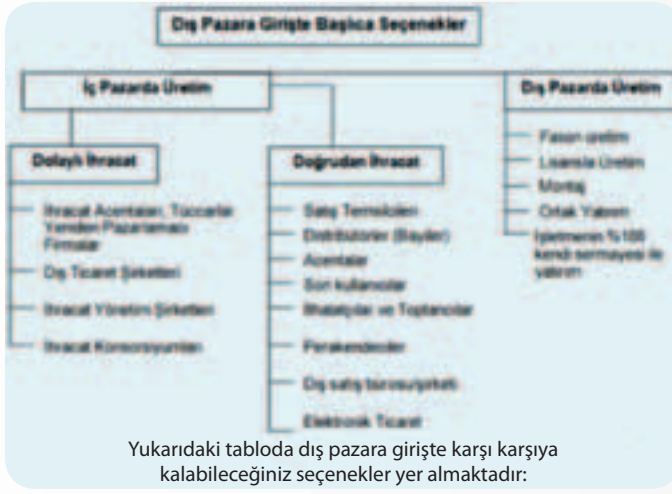 Dış Pazara Girişte Başlıca Seçenekler
İç Pazarda Üretim
Dış Pazarda Üretim
Dolaylı İhracat
Doğrudan İhracat
İhracat Acentaları, Tüccarlar
Yeniden Pazarlamacı
Firmalar
Dış Ticaret Şirketleri
İhracat Yönetim Şirketleri
İhracat Konsorsiyumları
Satış Temsilcileri
Distribütörler (Bayiler)
Acentalar
Son kullanıcılar
İthalatçılar ve Toptancılar
Perakendeciler
Dış satış bürosu/şirketi
Elektronik Ticaret
Fason üretim
Lisansla Üretim
Montaj
Ortak Yatırım
İşletmenin %100
kendi sermayesi ile
yatırım
Yukarıdaki tabloda dış pazara girişte karşı karşıya
kalabileceğiniz seçenekler yer almaktadır: